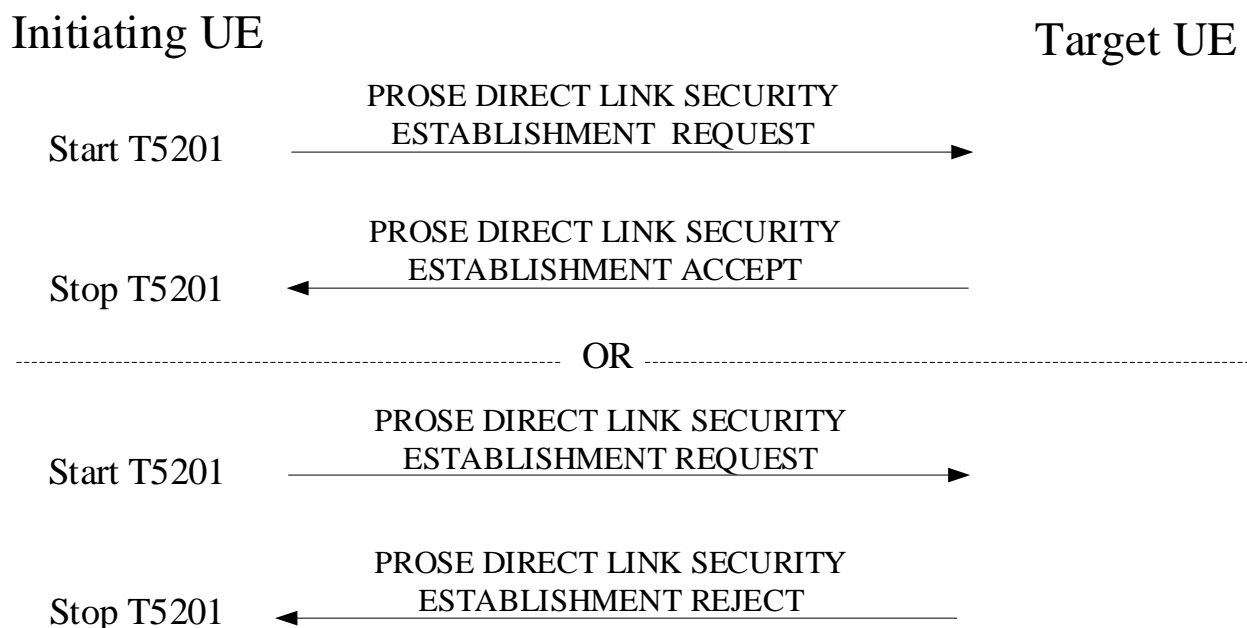 Initiating UE
Target UE
PROSE DIRECT LINK SECURITY
ESTABLISHMENT REQUEST
Start T5201
PROSE DIRECT LINK SECURITY
ESTABLISHMENT ACCEPT
Stop T5201
OR
PROSE DIRECT LINK SECURITY
ESTABLISHMENT REQUEST
Start T5201
PROSE DIRECT LINK SECURITY
ESTABLISHMENT REJECT
Stop T5201